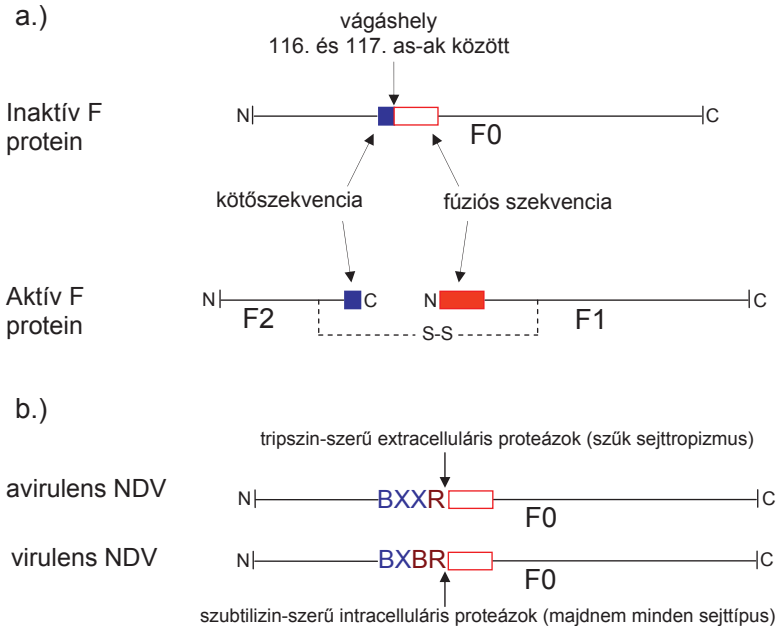 a.)
vágáshely
116. és 117. as-ak között
Inaktív F
protein
N
F0
C
kötőszekvencia
fúziós szekvencia
Aktív F
protein
N
F2
C
N
F1
C
S-S
b.)
tripszin-szerű extracelluláris proteázok (szűk sejttropizmus)
avirulens NDV
N
BXXR
F0
C
virulens NDV
N
BXBR
F0
C
szubtilizin-szerű intracelluláris proteázok (majdnem minden sejttípus)